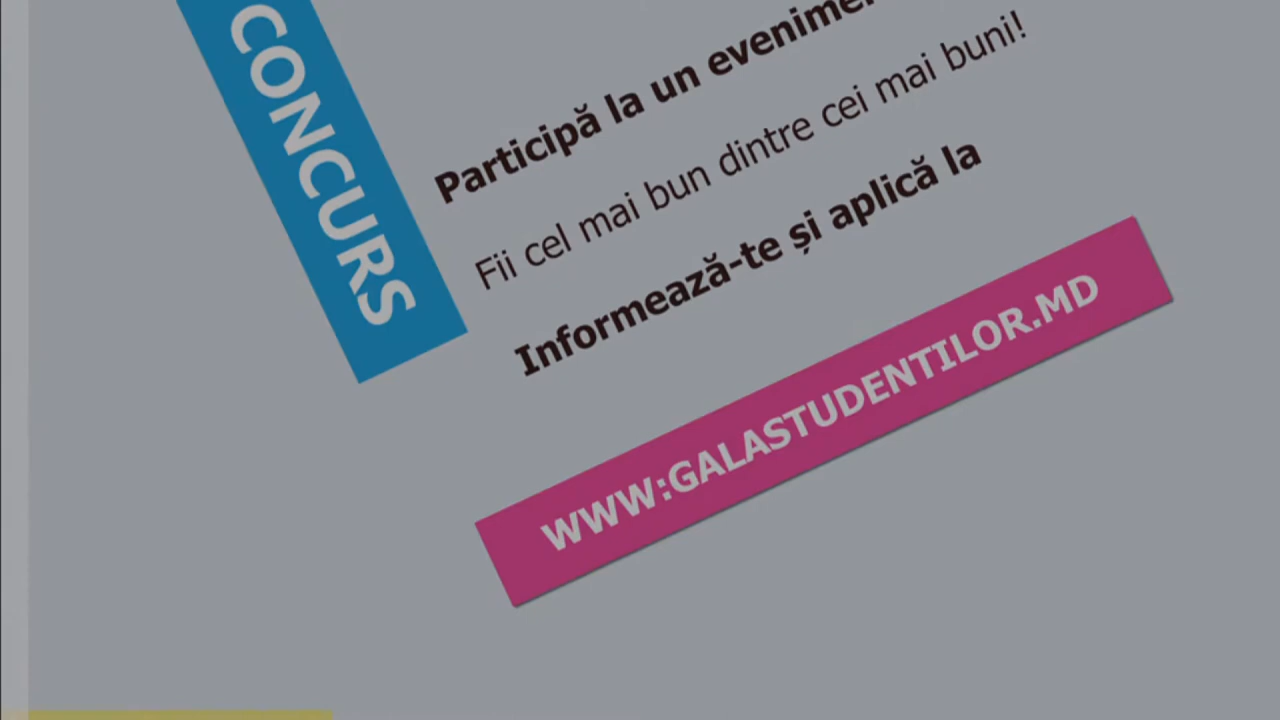 CONCURS
Participă la un
Fii cel mai bun dintre cei mai buni!
Informează-te și aplică la
WWW:GALASTUDENTILOR.MD